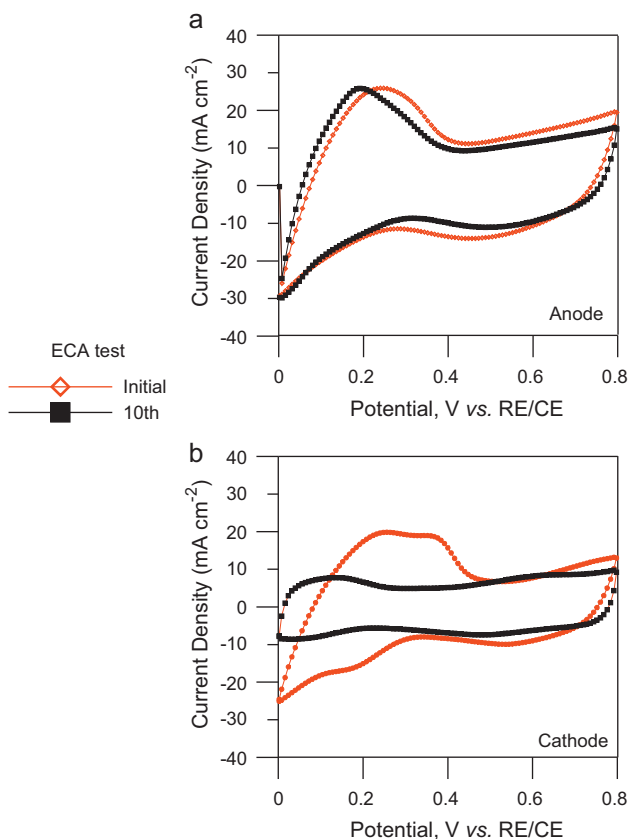 a
40
30
20
10
0
-10
-20
-30
-40
Current Density (mA cm⁻²)
Anode
0
0.2
0.4
0.6
0.8
Potential, V vs. RE/CE
ECA test
Initial
10th
b
40
30
20
10
0
-10
-20
-30
-40
Current Density (mA cm⁻²)
Cathode
0
0.2
0.4
0.6
0.8
Potential, V vs. RE/CE